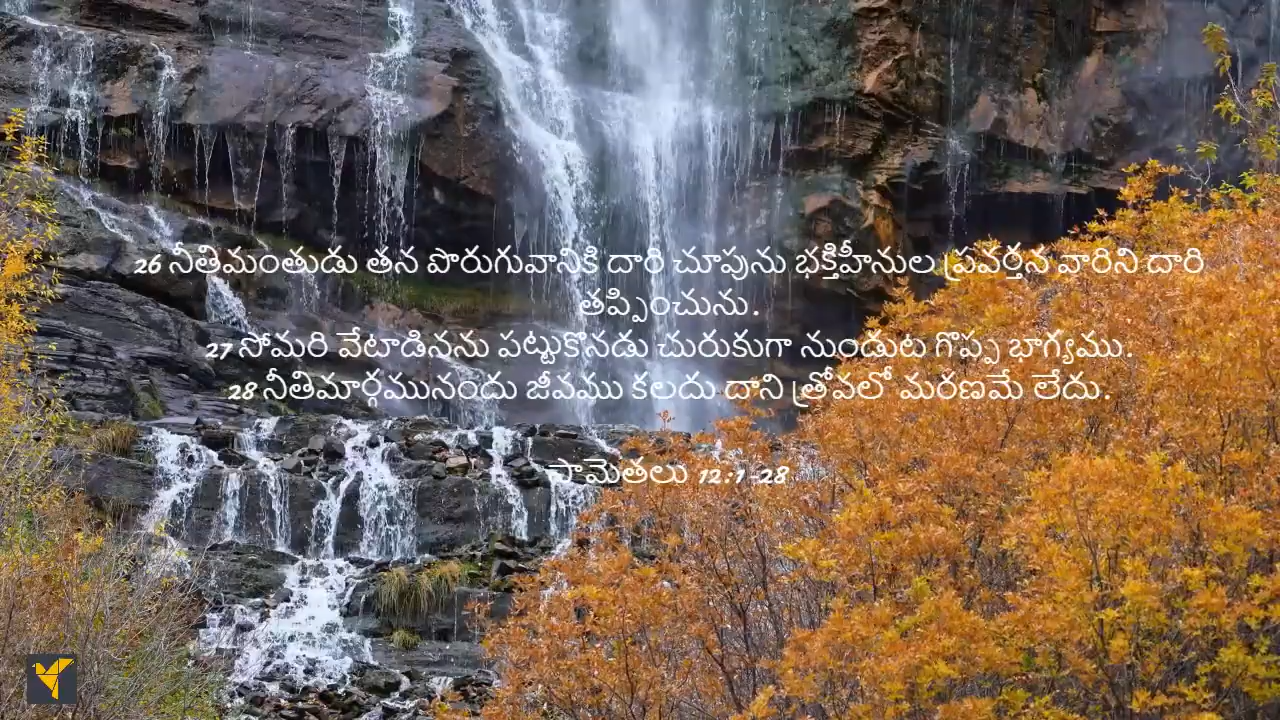 26 నీతిమంతుడు తన పొరుగువానికి దారి చూపును భక్తిహీనుల ప్రవర్తన వారిని దారి
తప్పించును.
27 సోమరి వేటాడినను పట్టుకొనడు చురుకుగా నుండుట గొప్ప భాగ్యము.
28 నీతిమార్గమునందు జీవము కలదు దాని త్రోవలో మరణమే లేదు.
సామెతలు 12:1-28